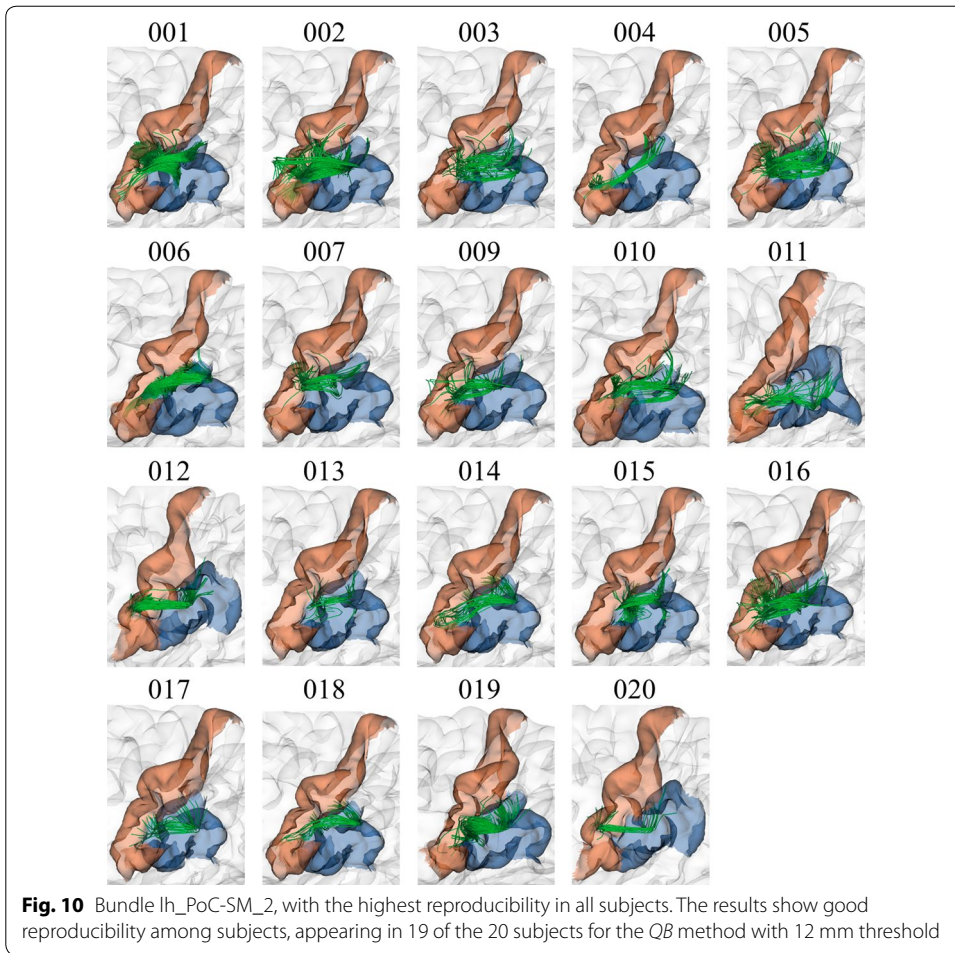 001 002 003 004 005
006 007 009 010 011
012 013 014 015 016
017 018 019 020
Fig. 10 Bundle lh_PoC-SM_2, with the highest reproducibility in all subjects. The results show good
reproducibility among subjects, appearing in 19 of the 20 subjects for the QB method with 12 mm threshold